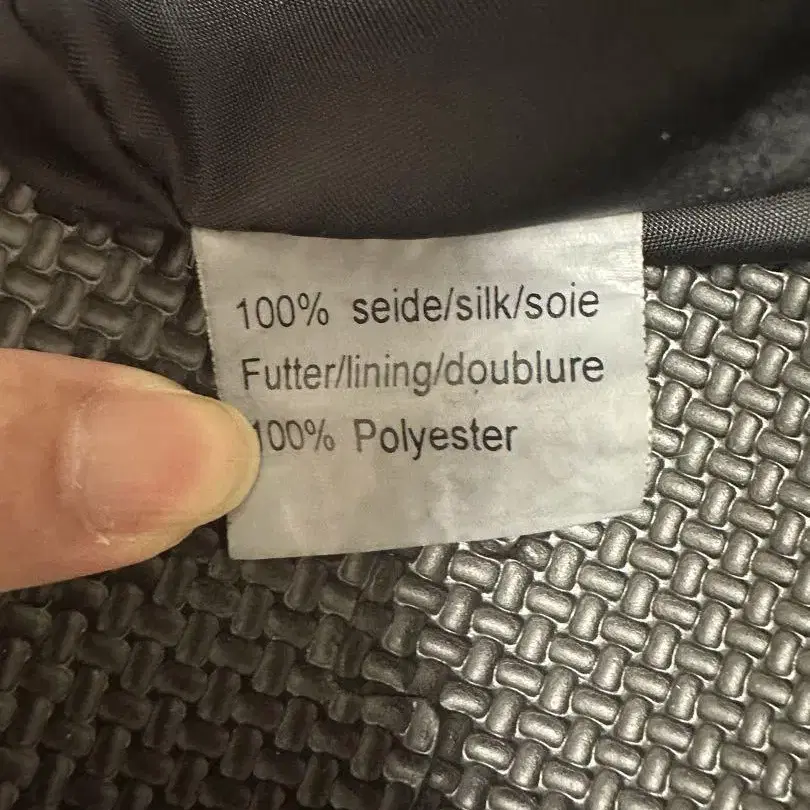 100% seide/silk/soie
Futter/lining/doublure
100% Polyester